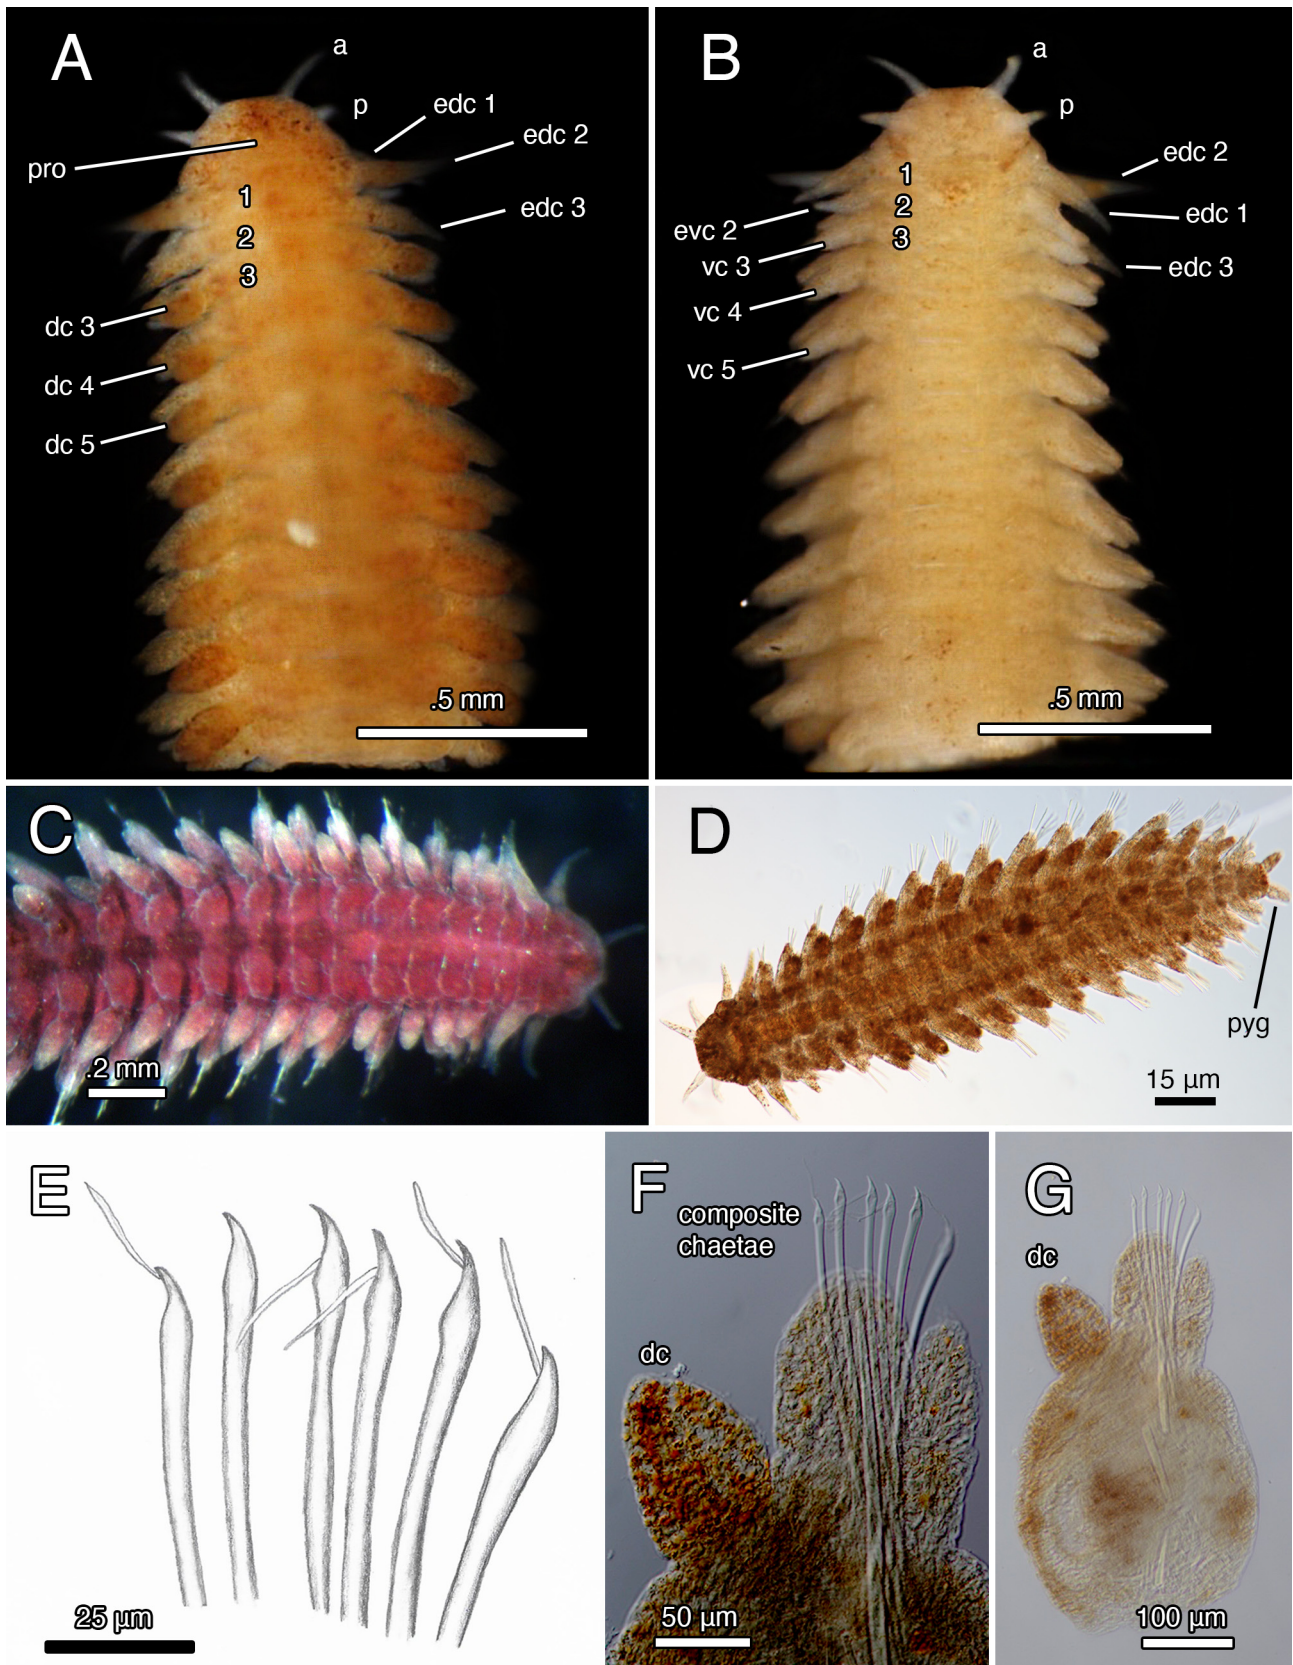 A
a
p
edc 1
edc 2
pro
1
edc 3
2
3
dc 3
dc 4
dc 5
.5 mm
B
a
p
edc 2
1
2
edc 1
evc 2
3
vc 3
edc 3
vc 4
vc 5
.5 mm
C
.2 mm
D
pyg
15 µm
E
25 µm
F
composite
chaetae
dc
50 µm
G
dc
100 µm